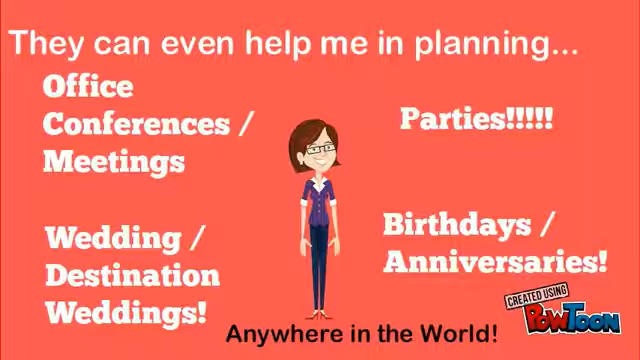 They can even help me in planning...
Office
Conferences /
Meetings
Parties!!!!!
Wedding /
Destination
Weddings!
Birthdays /
Anniversaries!
Anywhere in the World!
CREATED USING
POWTOON